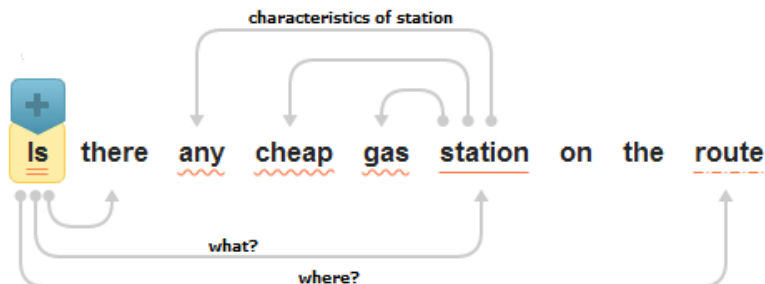 characteristics of station
Is there any cheap gas station on the route
what?
where?